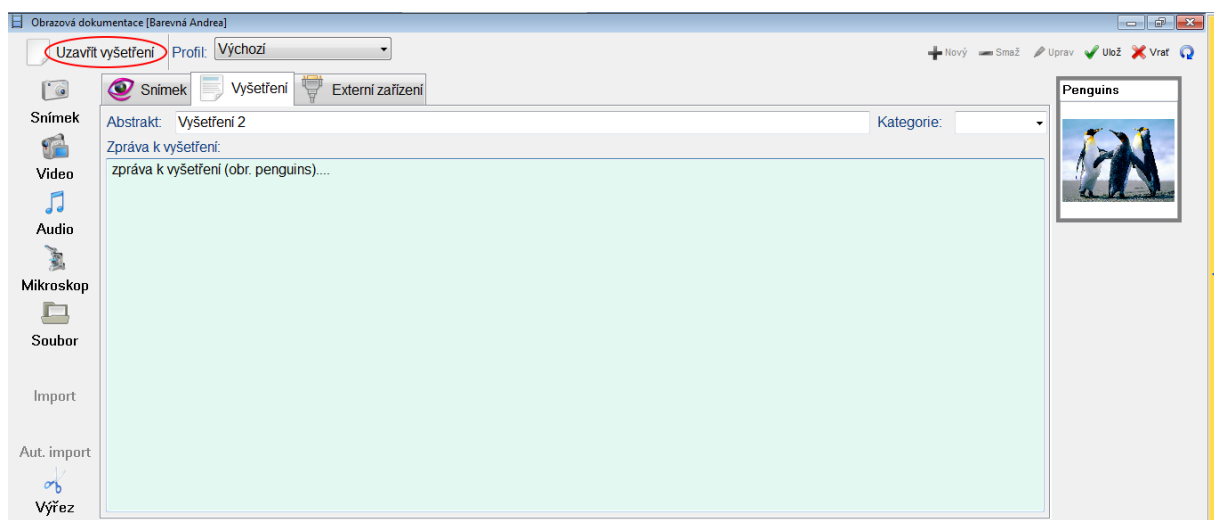 Obrazová dokumentace [Barevná Andrea]
Uzavřít vyšetření Profil: Výchozí
Nový Smaž Uprav Ulož Vrať
Snímek
Video
Audio
Mikroskop
Soubor
Import
Aut. import
Výřez
Snímek Vyšetření Externí zařízení
Abstrakt: Vyšetření 2 Kategorie:
Zpráva k vyšetření:
zpráva k vyšetření (obr. penguins)....
Penguins